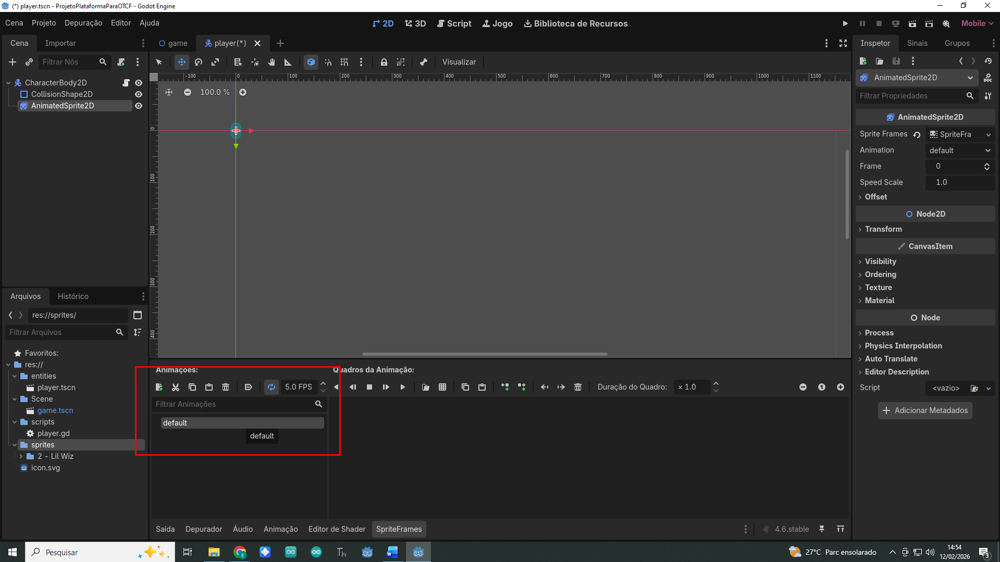 (*) player.tscn - ProjetoPlataformaParaOTCF - Godot Engine
Cena Projeto Depuração Editor Ajuda
2D 3D Script Jogo Biblioteca de Recursos
Mobile
Cena Importar
game player(*)
Inspetor Sinais Grupos
Filtrar Nós
Visualizar
CharacterBody2D
CollisionShape2D
AnimatedSprite2D
-100 0 100 200 300 400 500 600 700 800 900 1000 1100
100.0 %
0
100
200
300
400
AnimatedSprite2D
Filtrar Propriedades
AnimatedSprite2D
Sprite Frames SpriteFra
Animation default
Frame 0
Speed Scale 1.0
Offset
Node2D
Transform
CanvasItem
Visibility
Ordering
Texture
Material
Node
Process
Physics Interpolation
Auto Translate
Editor Description
Script <vazio>
Adicionar Metadados
Arquivos Histórico
res://sprites/
Filtrar Arquivos
Favoritos:
res://
entities
player.tscn
Scene
game.tscn
scripts
player.gd
sprites
2 - Lil Wiz
icon.svg
Animações:
5.0 FPS
Filtrar Animações
default
default
Quadros da Animação:
Duração do Quadro: × 1.0
1
Saída Depurador Áudio Animação Editor de Shader SpriteFrames
4.6.stable
Pesquisar
27°C Parc ensolarado
14:54
12/02/2026
3